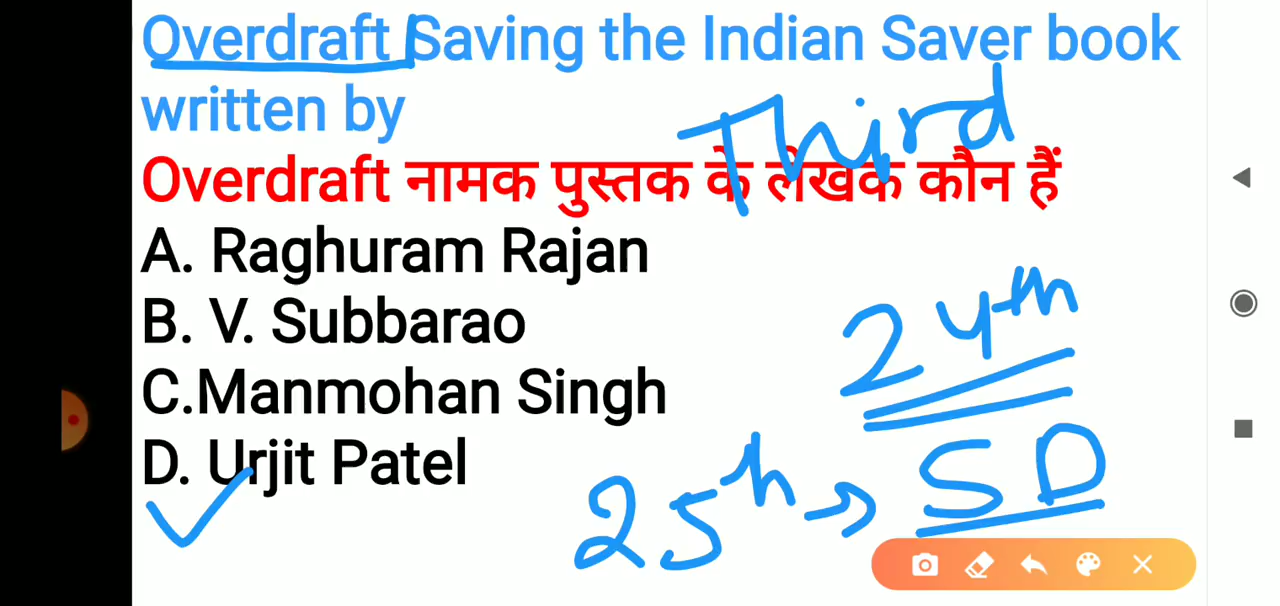 Overdraft Saving the Indian Saver book
written by
Third
Overdraft नामक पुस्तक के लेखक कौन हैं
A. Raghuram Rajan
B. V. Subbarao
24th
C.Manmohan Singh
D. Urjit Patel
25th → SD